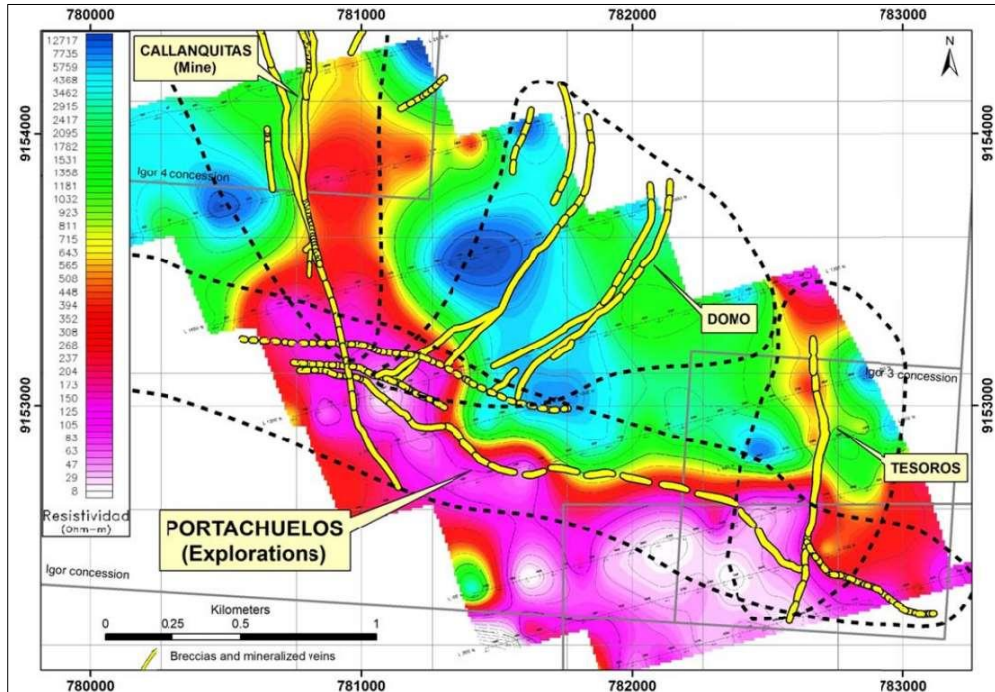 780000 781000 782000 783000
12717
7735
5759
4368
3462
2915
2417
2095
1782
1531
1358
1181
1032
923
811
715
643
565
508
448
394
352
308
268
237
204
173
150
125
105
83
63
47
29
8
Resistividad
(Ohm-m)
CALLANQUITAS
(Mine)
N
9154000
9154000
Igor 4 concession
DOMO
Igor 3 concession
9153000
9153000
TESOROS
PORTACHUELOS
(Explorations)
Igor concession
Kilometers
0 0.25 0.5 1
Breccias and mineralized veins
780000 781000 782000 783000